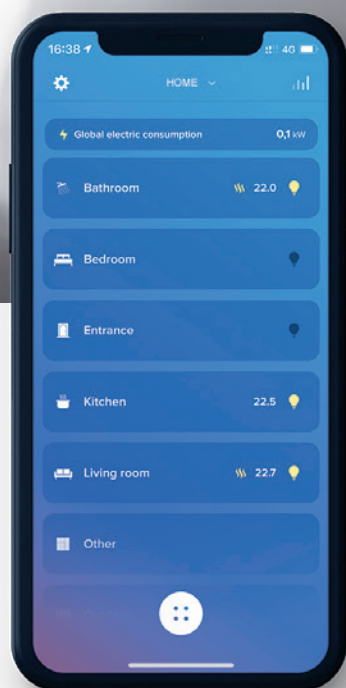 16:38 4G
HOME
Global electric consumption 0,1 kW
Bathroom 22.0
Bedroom
Entrance
Kitchen 22.5
Living room 22.7
Other